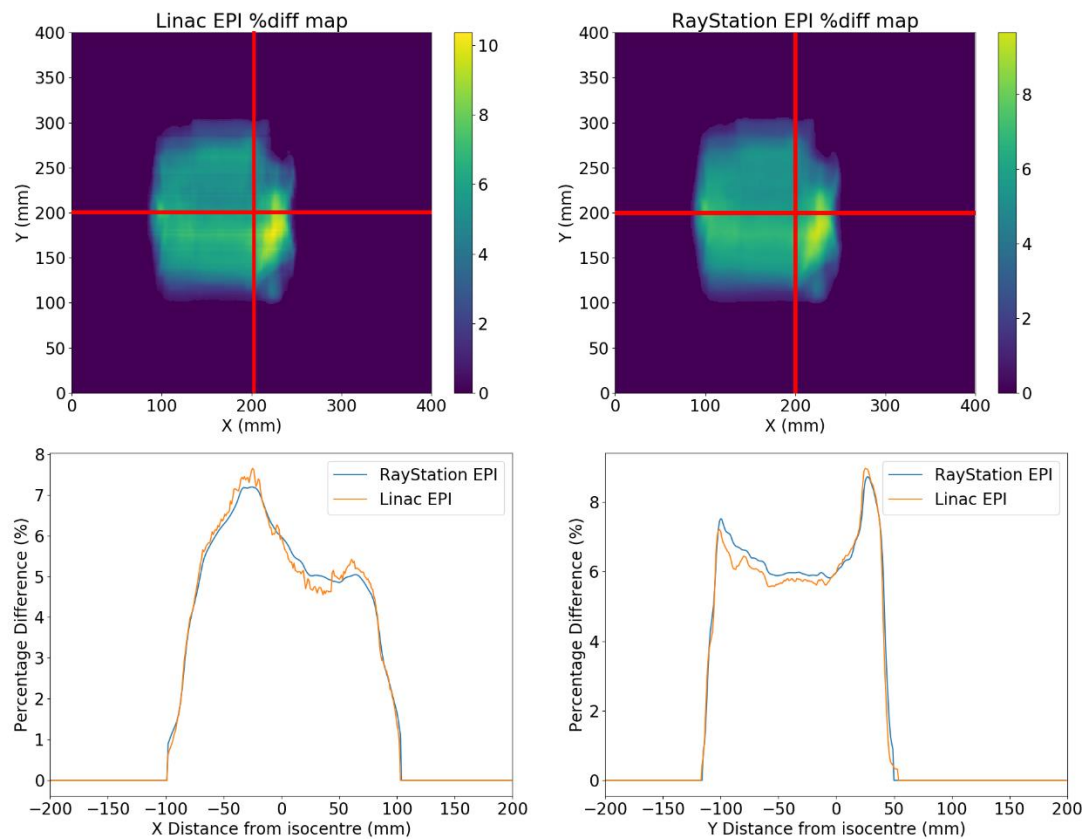 Linac EPI %diff map
400
350
300
250
200
150
100
50
0
Y (mm)
0 100 200 300 400
X (mm)
10
8
6
4
2
0
RayStation EPI %diff map
400
350
300
250
200
150
100
50
0
Y (mm)
0 100 200 300 400
X (mm)
8
6
4
2
0
8
7
6
5
4
3
2
1
0
Percentage Difference (%)
RayStation EPI
Linac EPI
−200 −150 −100 −50 0 50 100 150 200
X Distance from isocentre (mm)
8
6
4
2
0
Percentage Difference (%)
RayStation EPI
Linac EPI
−200 −150 −100 −50 0 50 100 150 200
Y Distance from isocentre (mm)